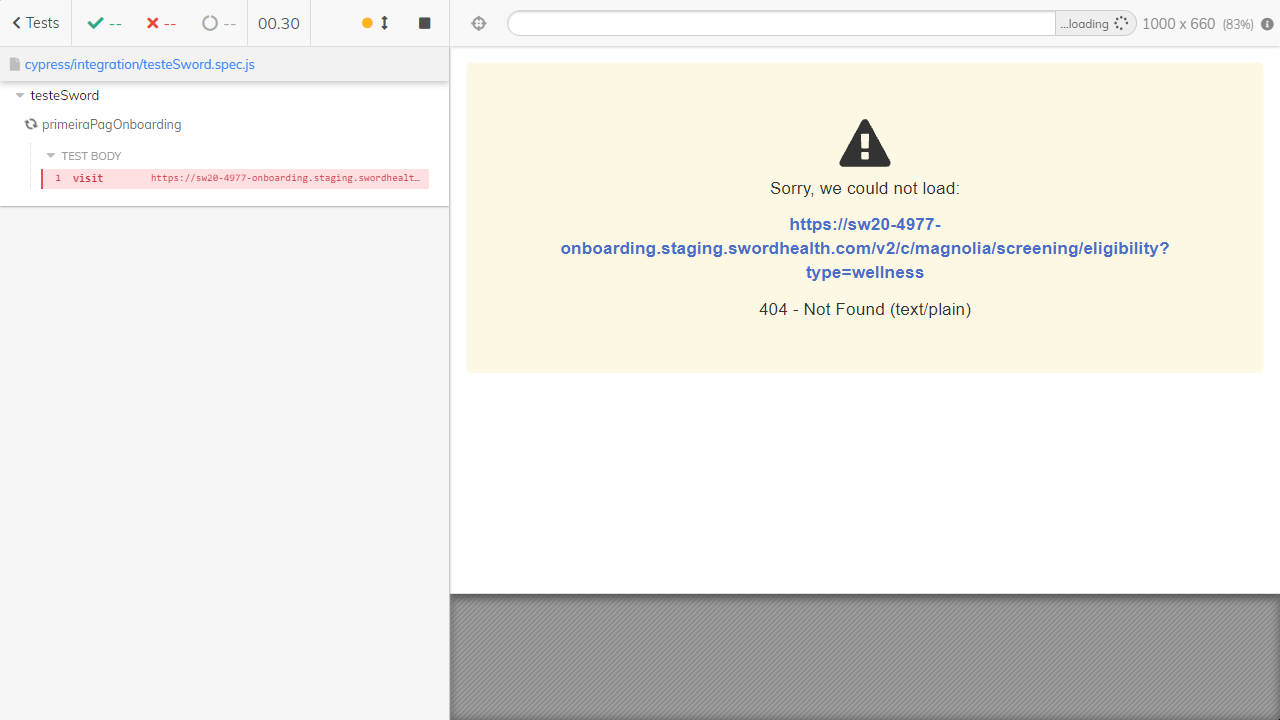 Tests -- -- -- 00.30 ...loading 1000 x 660 (83%)
cypress/integration/testeSword.spec.js
testeSword
primeiraPagOnboarding
TEST BODY
1 visit https://sw20-4977-onboarding.staging.swordhealt...
Sorry, we could not load:
https://sw20-4977-
onboarding.staging.swordhealth.com/v2/c/magnolia/screening/eligibility?
type=wellness
404 - Not Found (text/plain)